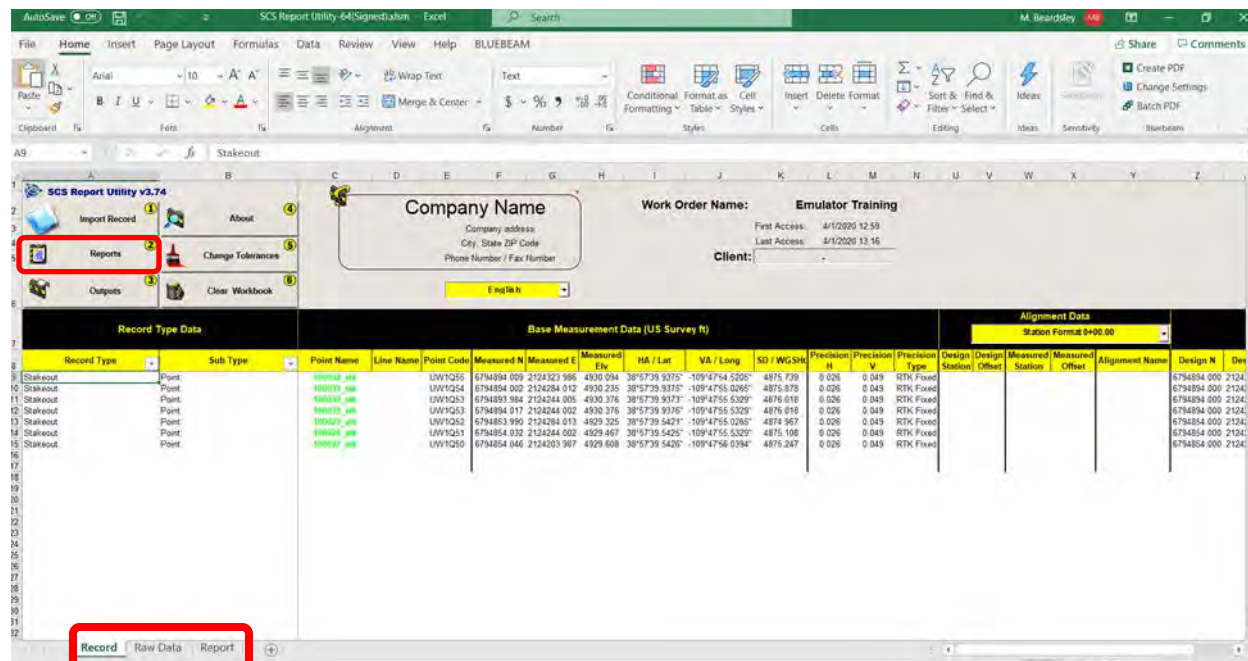 AutoSave Off SCS Report Utility-64(Signed).xlsm - Excel Search M. Beardsley MB
File Home Insert Page Layout Formulas Data Review View Help BLUEBEAM Share Comments
Paste Arial 10 A A Wrap Text Text Conditional Formatting Format as Table Cell Styles Insert Delete Format Sort & Filter Find & Select Ideas Create PDF
B I U A Merge & Center $ % Change Settings
Batch PDF
Clipboard Font Alignment Number Styles Cells Editing Ideas Sensitivity Bluebeam
A9 fx Stakeout
A B C D E F G H I J K L M N U V W X Y Z
SCS Report Utility v3.74
Import Record 1 About 4
Reports 2 Change Tolerances 5
Outputs 3 Clear Workbook 6
Company Name
Company address
City, State ZIP Code
Phone Number / Fax Number
English
Work Order Name: Emulator Training
First Access: 4/1/2020 12:59
Last Access: 4/1/2020 13:16
Client:
Record Type Data Base Measurement Data (US Survey ft) Alignment Data
Station Format 0+00.00
Record Type Sub Type Point Name Line Name Point Code Measured N Measured E Measured Elv HA / Lat VA / Long SD / WGSHt Precision H Precision V Precision Type Design Station Design Offset Measured Station Measured Offset Alignment Name Design N Des
Stakeout Point UW1Q55 6794894.009 2124323.986 4930.094 38°57'39.9375" -109°47'54.5205" 4875.739 0.026 0.049 RTK Fixed 6794894.000 2124
Stakeout Point UW1Q54 6794894.002 2124284.012 4930.235 38°57'39.9375" -109°47'55.0265" 4875.878 0.026 0.049 RTK Fixed 6794894.000 2124
Stakeout Point UW1Q53 6794893.984 2124244.005 4930.376 38°57'39.9373" -109°47'55.5329" 4876.018 0.026 0.049 RTK Fixed 6794894.000 2124
Stakeout Point UW1Q53 6794894.017 2124244.002 4930.376 38°57'39.9376" -109°47'55.5329" 4876.018 0.026 0.049 RTK Fixed 6794894.000 2124
Stakeout Point UW1Q52 6794853.990 2124284.013 4929.325 38°57'39.5421" -109°47'55.0265" 4874.967 0.026 0.049 RTK Fixed 6794854.000 2124
Stakeout Point UW1Q51 6794854.032 2124244.002 4929.467 38°57'39.5425" -109°47'55.5329" 4875.108 0.026 0.049 RTK Fixed 6794854.000 2124
Stakeout Point UW1Q50 6794854.046 2124203.987 4929.608 38°57'39.5426" -109°47'56.0394" 4875.247 0.026 0.049 RTK Fixed 6794854.000 2124
Record Raw Data Report